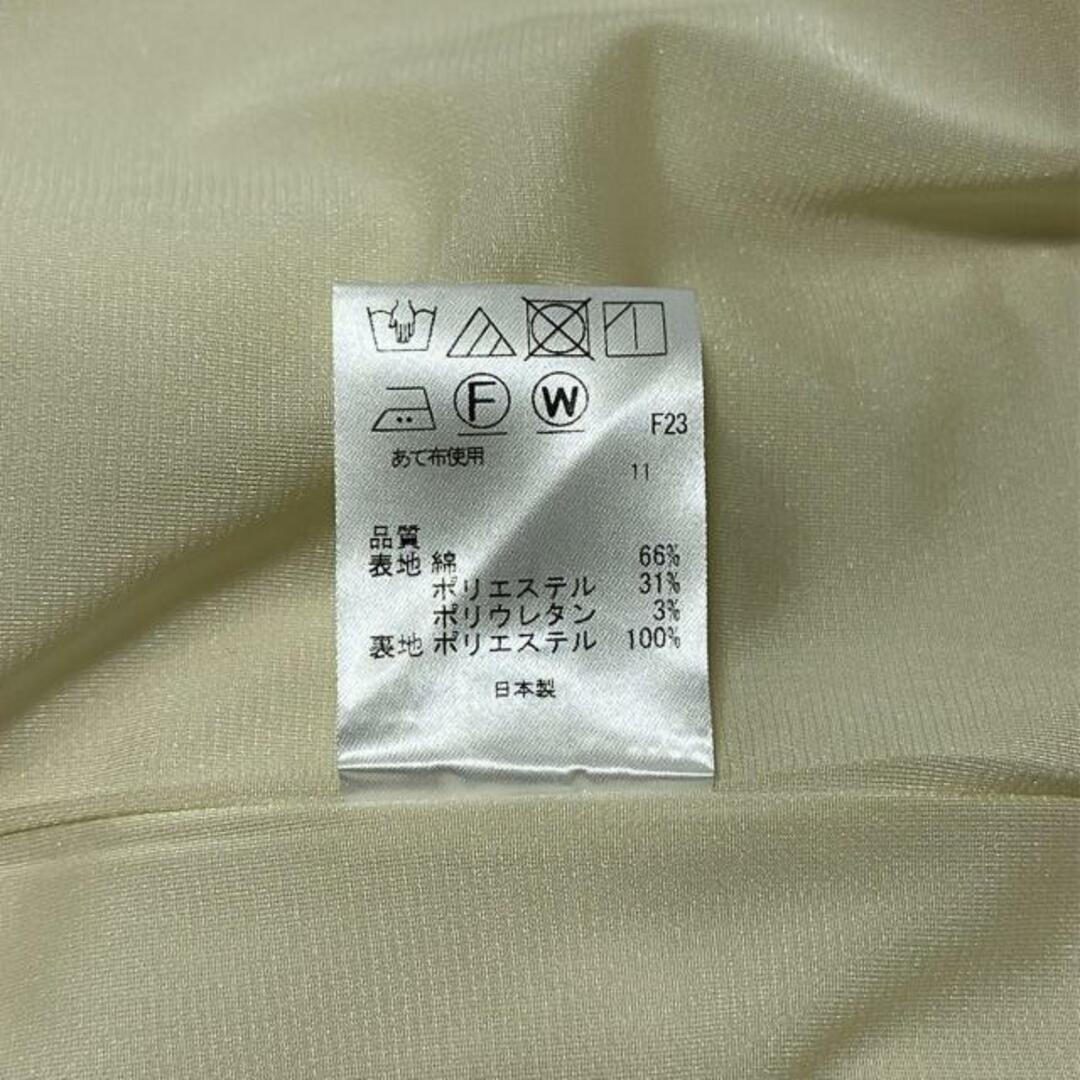 F W F23
あて布使用
11
品質
表地 綿 66%
ポリエステル 31%
ポリウレタン 3%
裏地 ポリエステル 100%
日本製